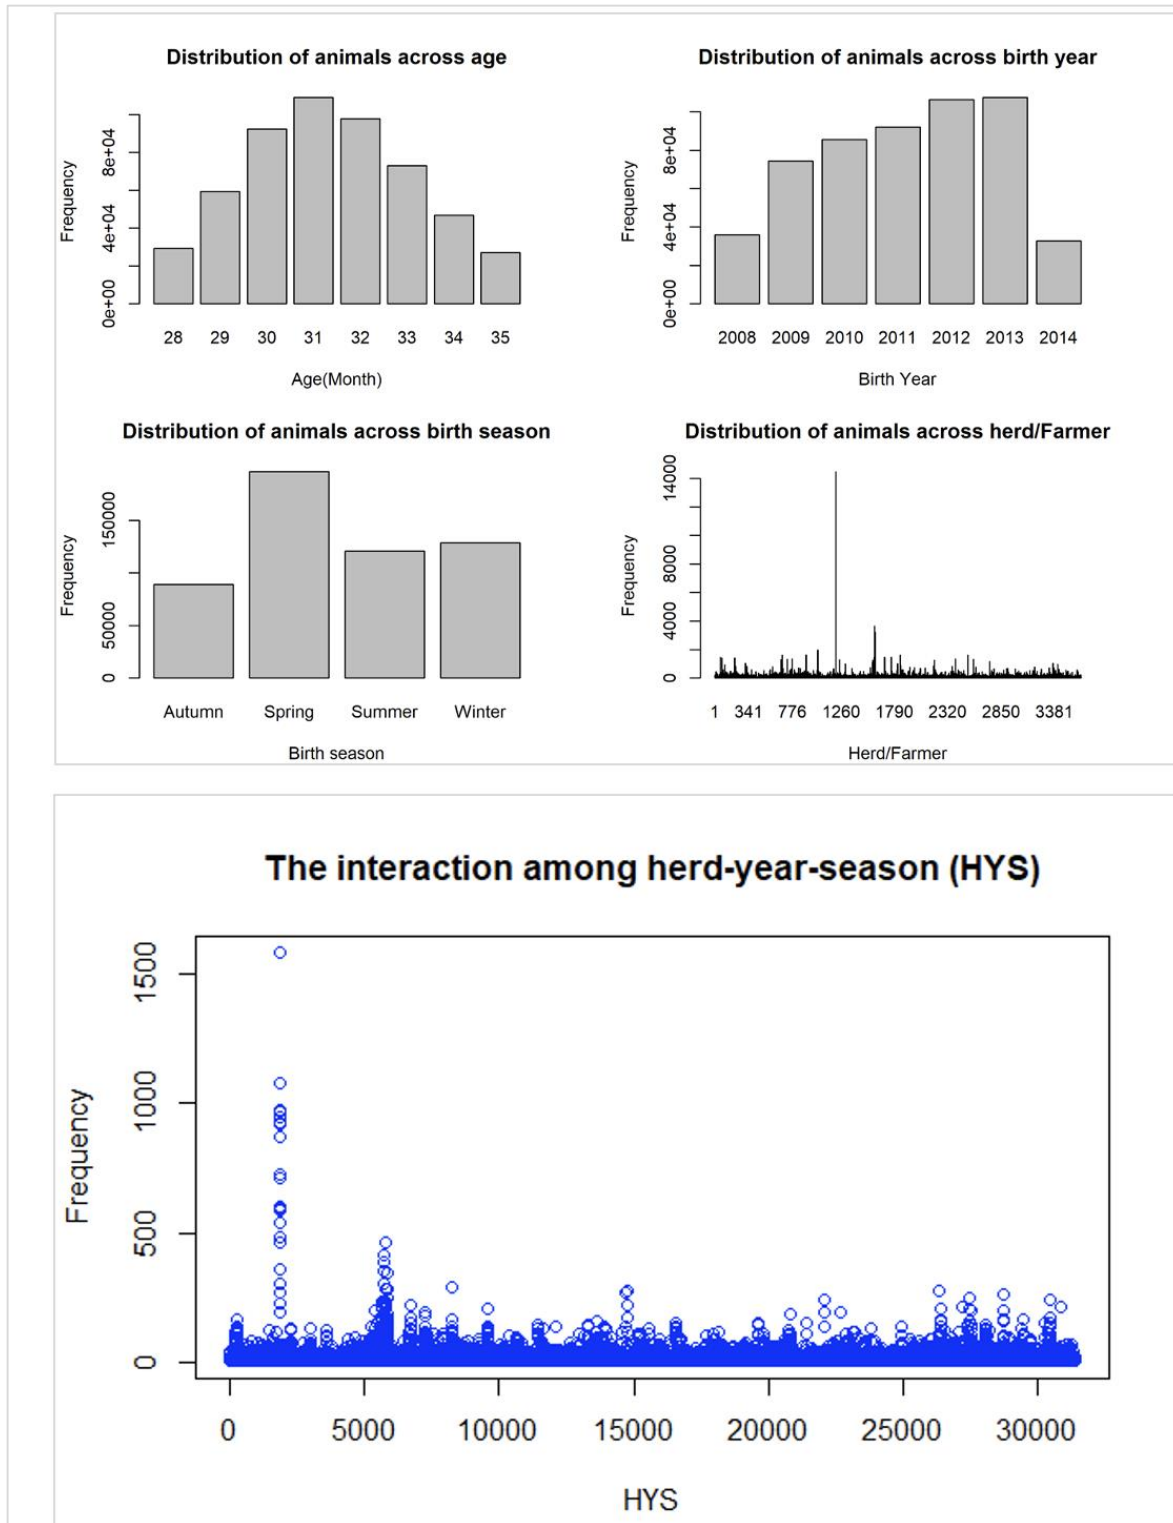 Distribution of animals across age
Frequency
0e+00 4e+04 8e+04
28 29 30 31 32 33 34 35
Age(Month)
Distribution of animals across birth year
Frequency
0e+00 4e+04 8e+04
2008 2009 2010 2011 2012 2013 2014
Birth Year
Distribution of animals across birth season
Frequency
0 50000 150000
Autumn Spring Summer Winter
Birth season
Distribution of animals across herd/Farmer
Frequency
0 4000 8000 14000
1 341 776 1260 1790 2320 2850 3381
Herd/Farmer
The interaction among herd-year-season (HYS)
Frequency
0 500 1000 1500
0 5000 10000 15000 20000 25000 30000
HYS